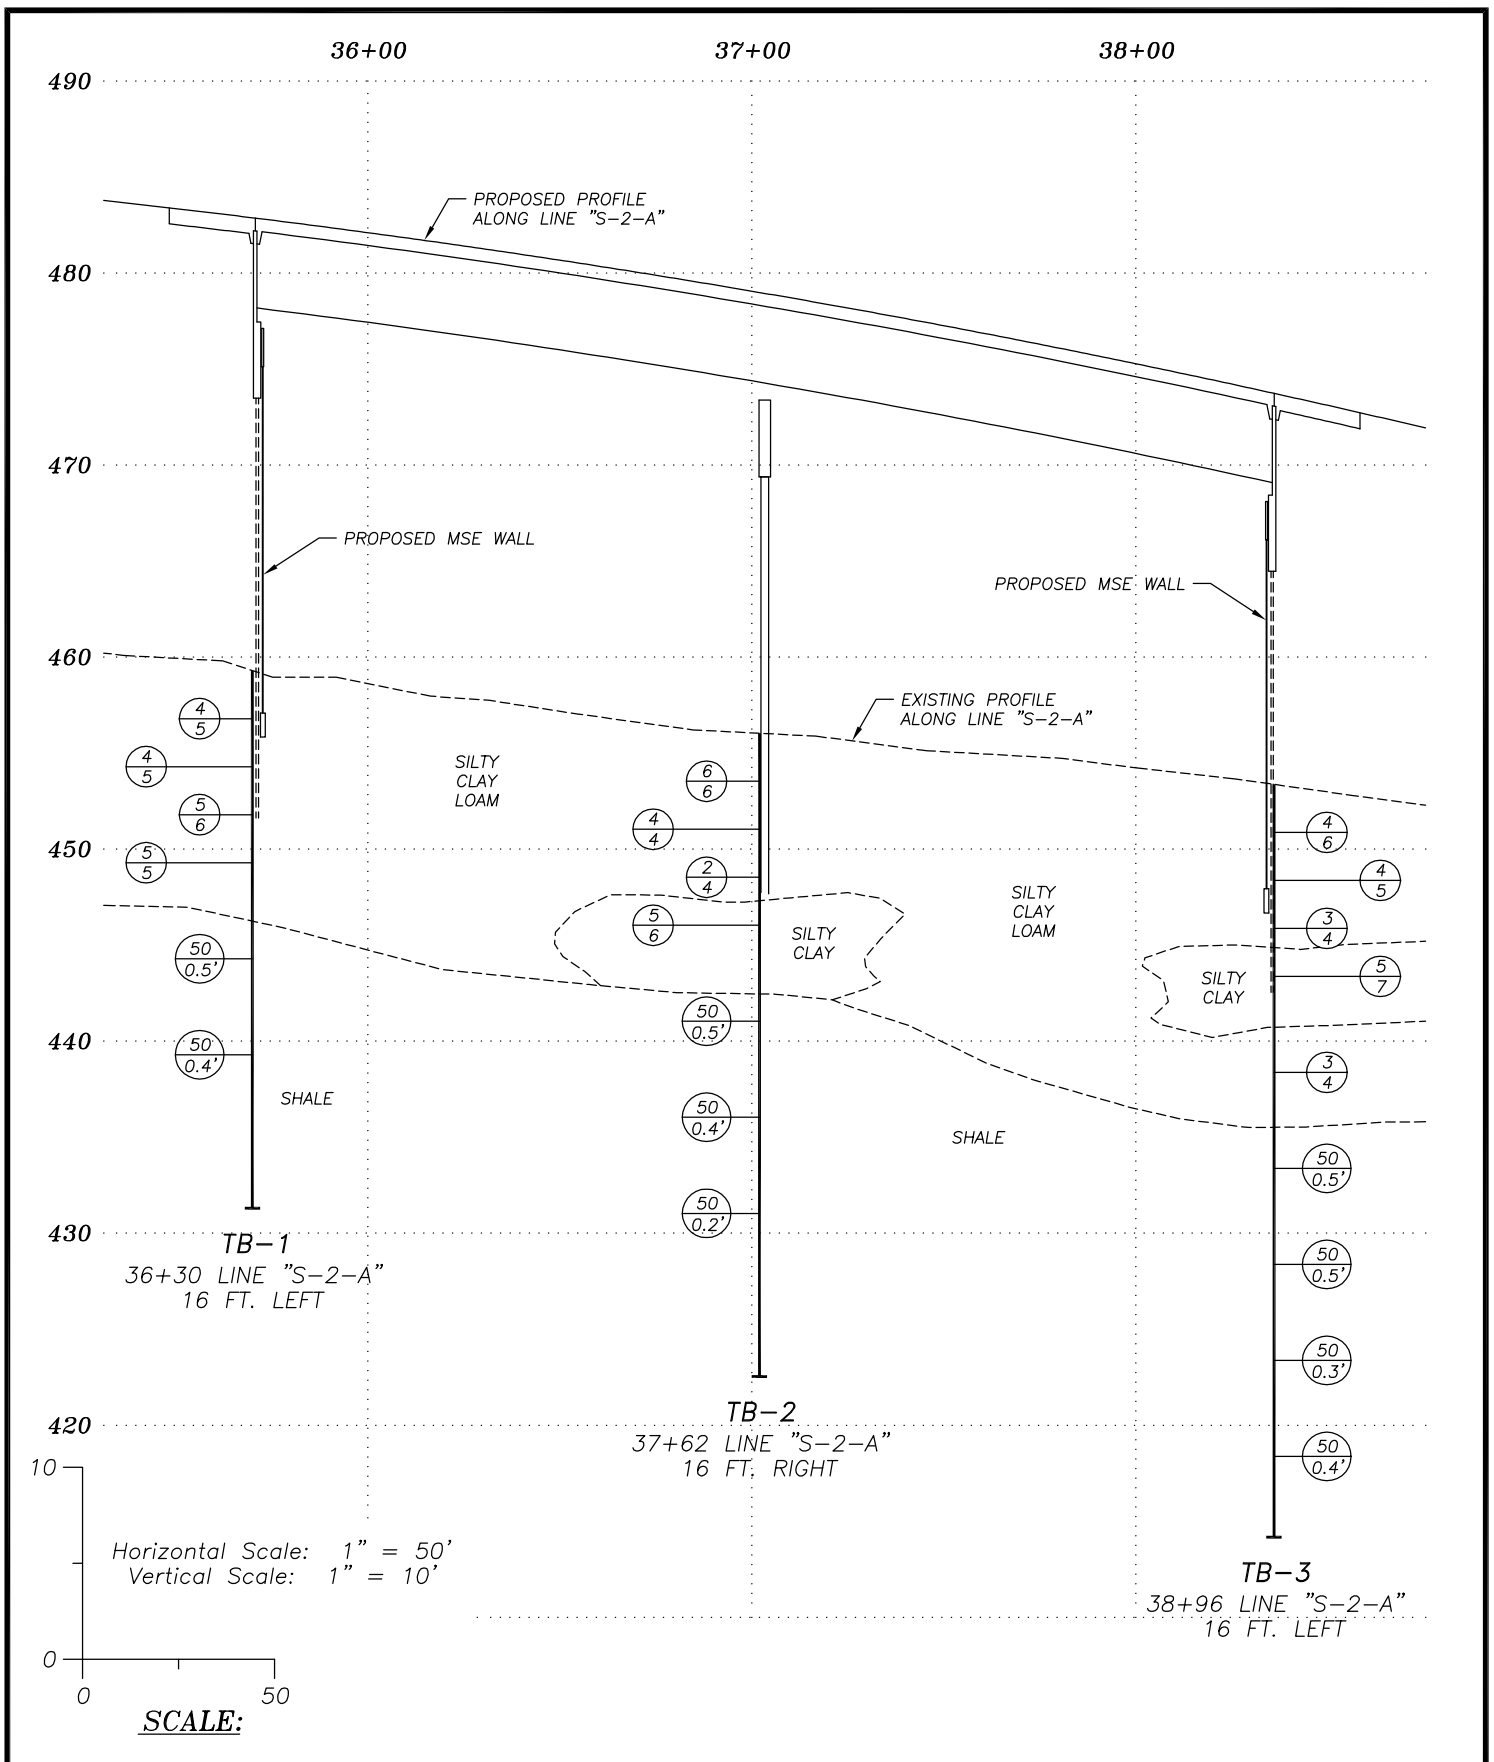 36+00 37+00 38+00
490
PROPOSED PROFILE
ALONG LINE "S-2-A"
480
470
PROPOSED MSE WALL
PROPOSED MSE WALL
460
EXISTING PROFILE
ALONG LINE "S-2-A"
4
5
4
5
5
6
5
5
SILTY
CLAY
LOAM
6
6
4
4
2
4
5
6
450
SILTY
CLAY
LOAM
4
6
4
5
3
4
5
7
SILTY
CLAY
SILTY
CLAY
50
0.5'
50
0.4'
440
50
0.5'
50
0.4'
50
0.2'
3
4
SHALE
SHALE
50
0.5'
50
0.5'
50
0.3'
50
0.4'
430
TB-1
36+30 LINE "S-2-A"
16 FT. LEFT
TB-2
37+62 LINE "S-2-A"
16 FT. RIGHT
420
10
Horizontal Scale: 1" = 50'
Vertical Scale: 1" = 10'
TB-3
38+96 LINE "S-2-A"
16 FT. LEFT
0
0 50
SCALE: